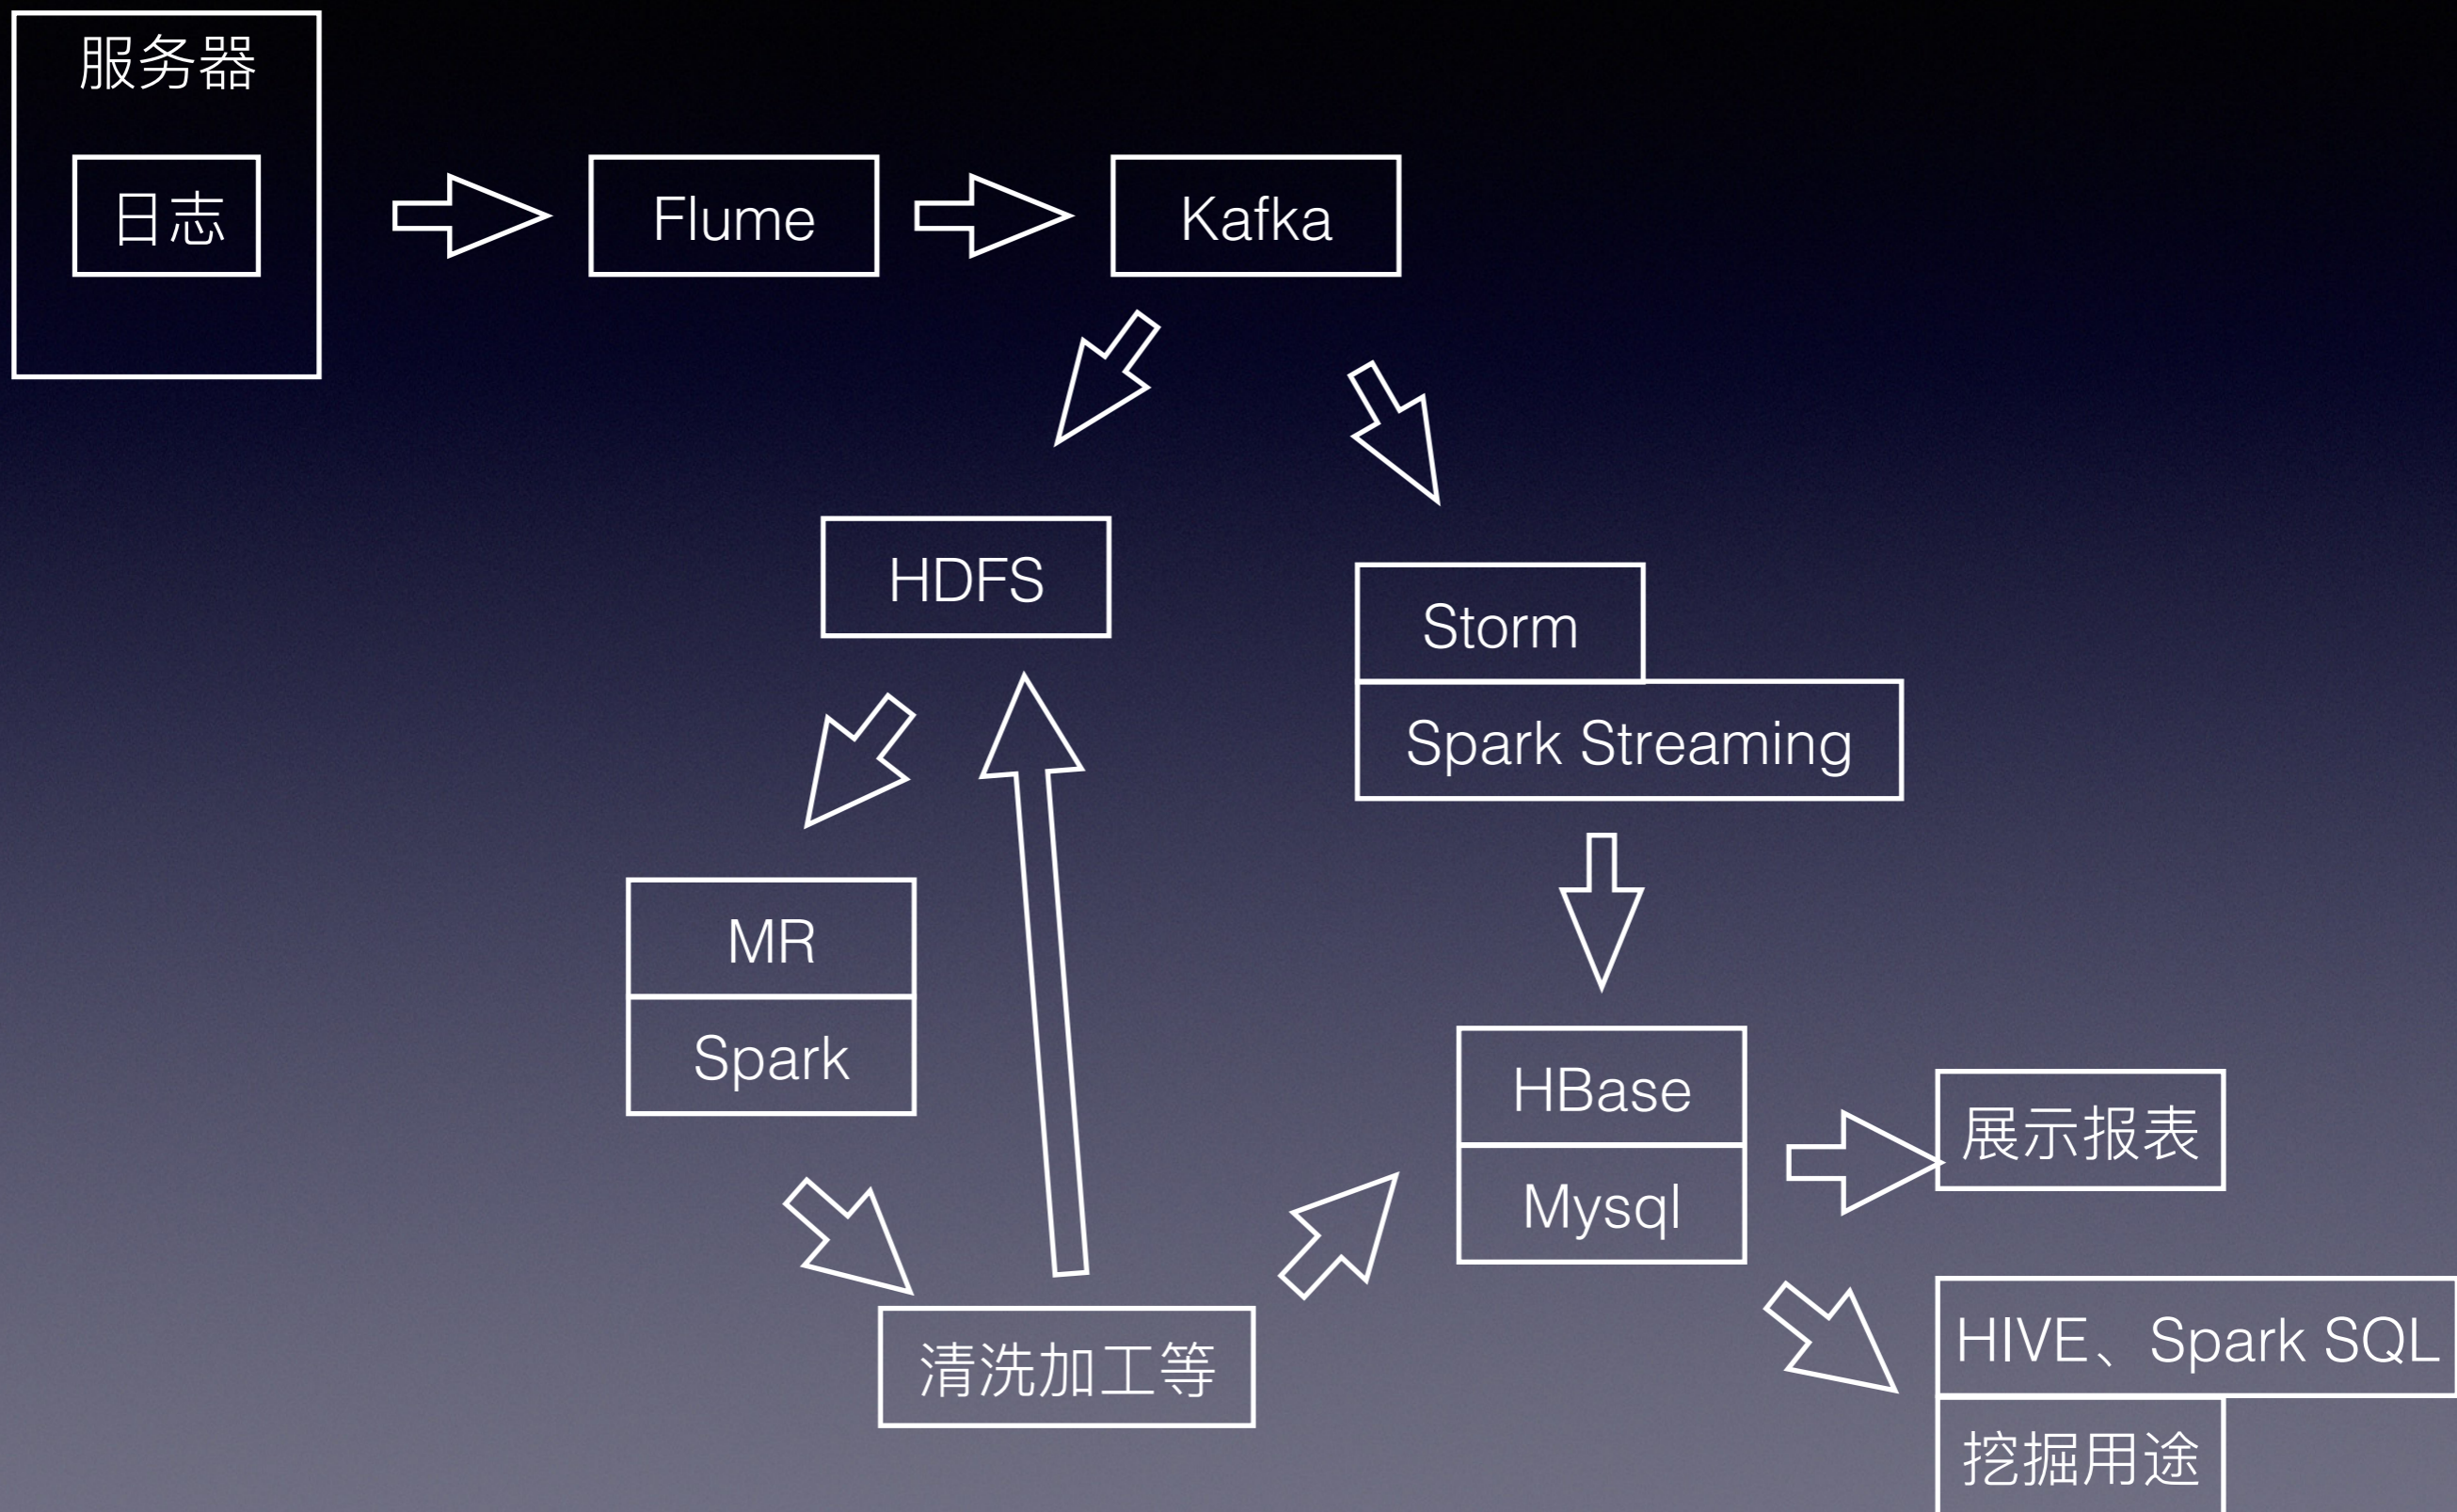 服务器
日志
Flume
Kafka
HDFS
Storm
Spark Streaming
MR
Spark
HBase
Mysql
展示报表
清洗加工等
HIVE、Spark SQL
挖掘用途